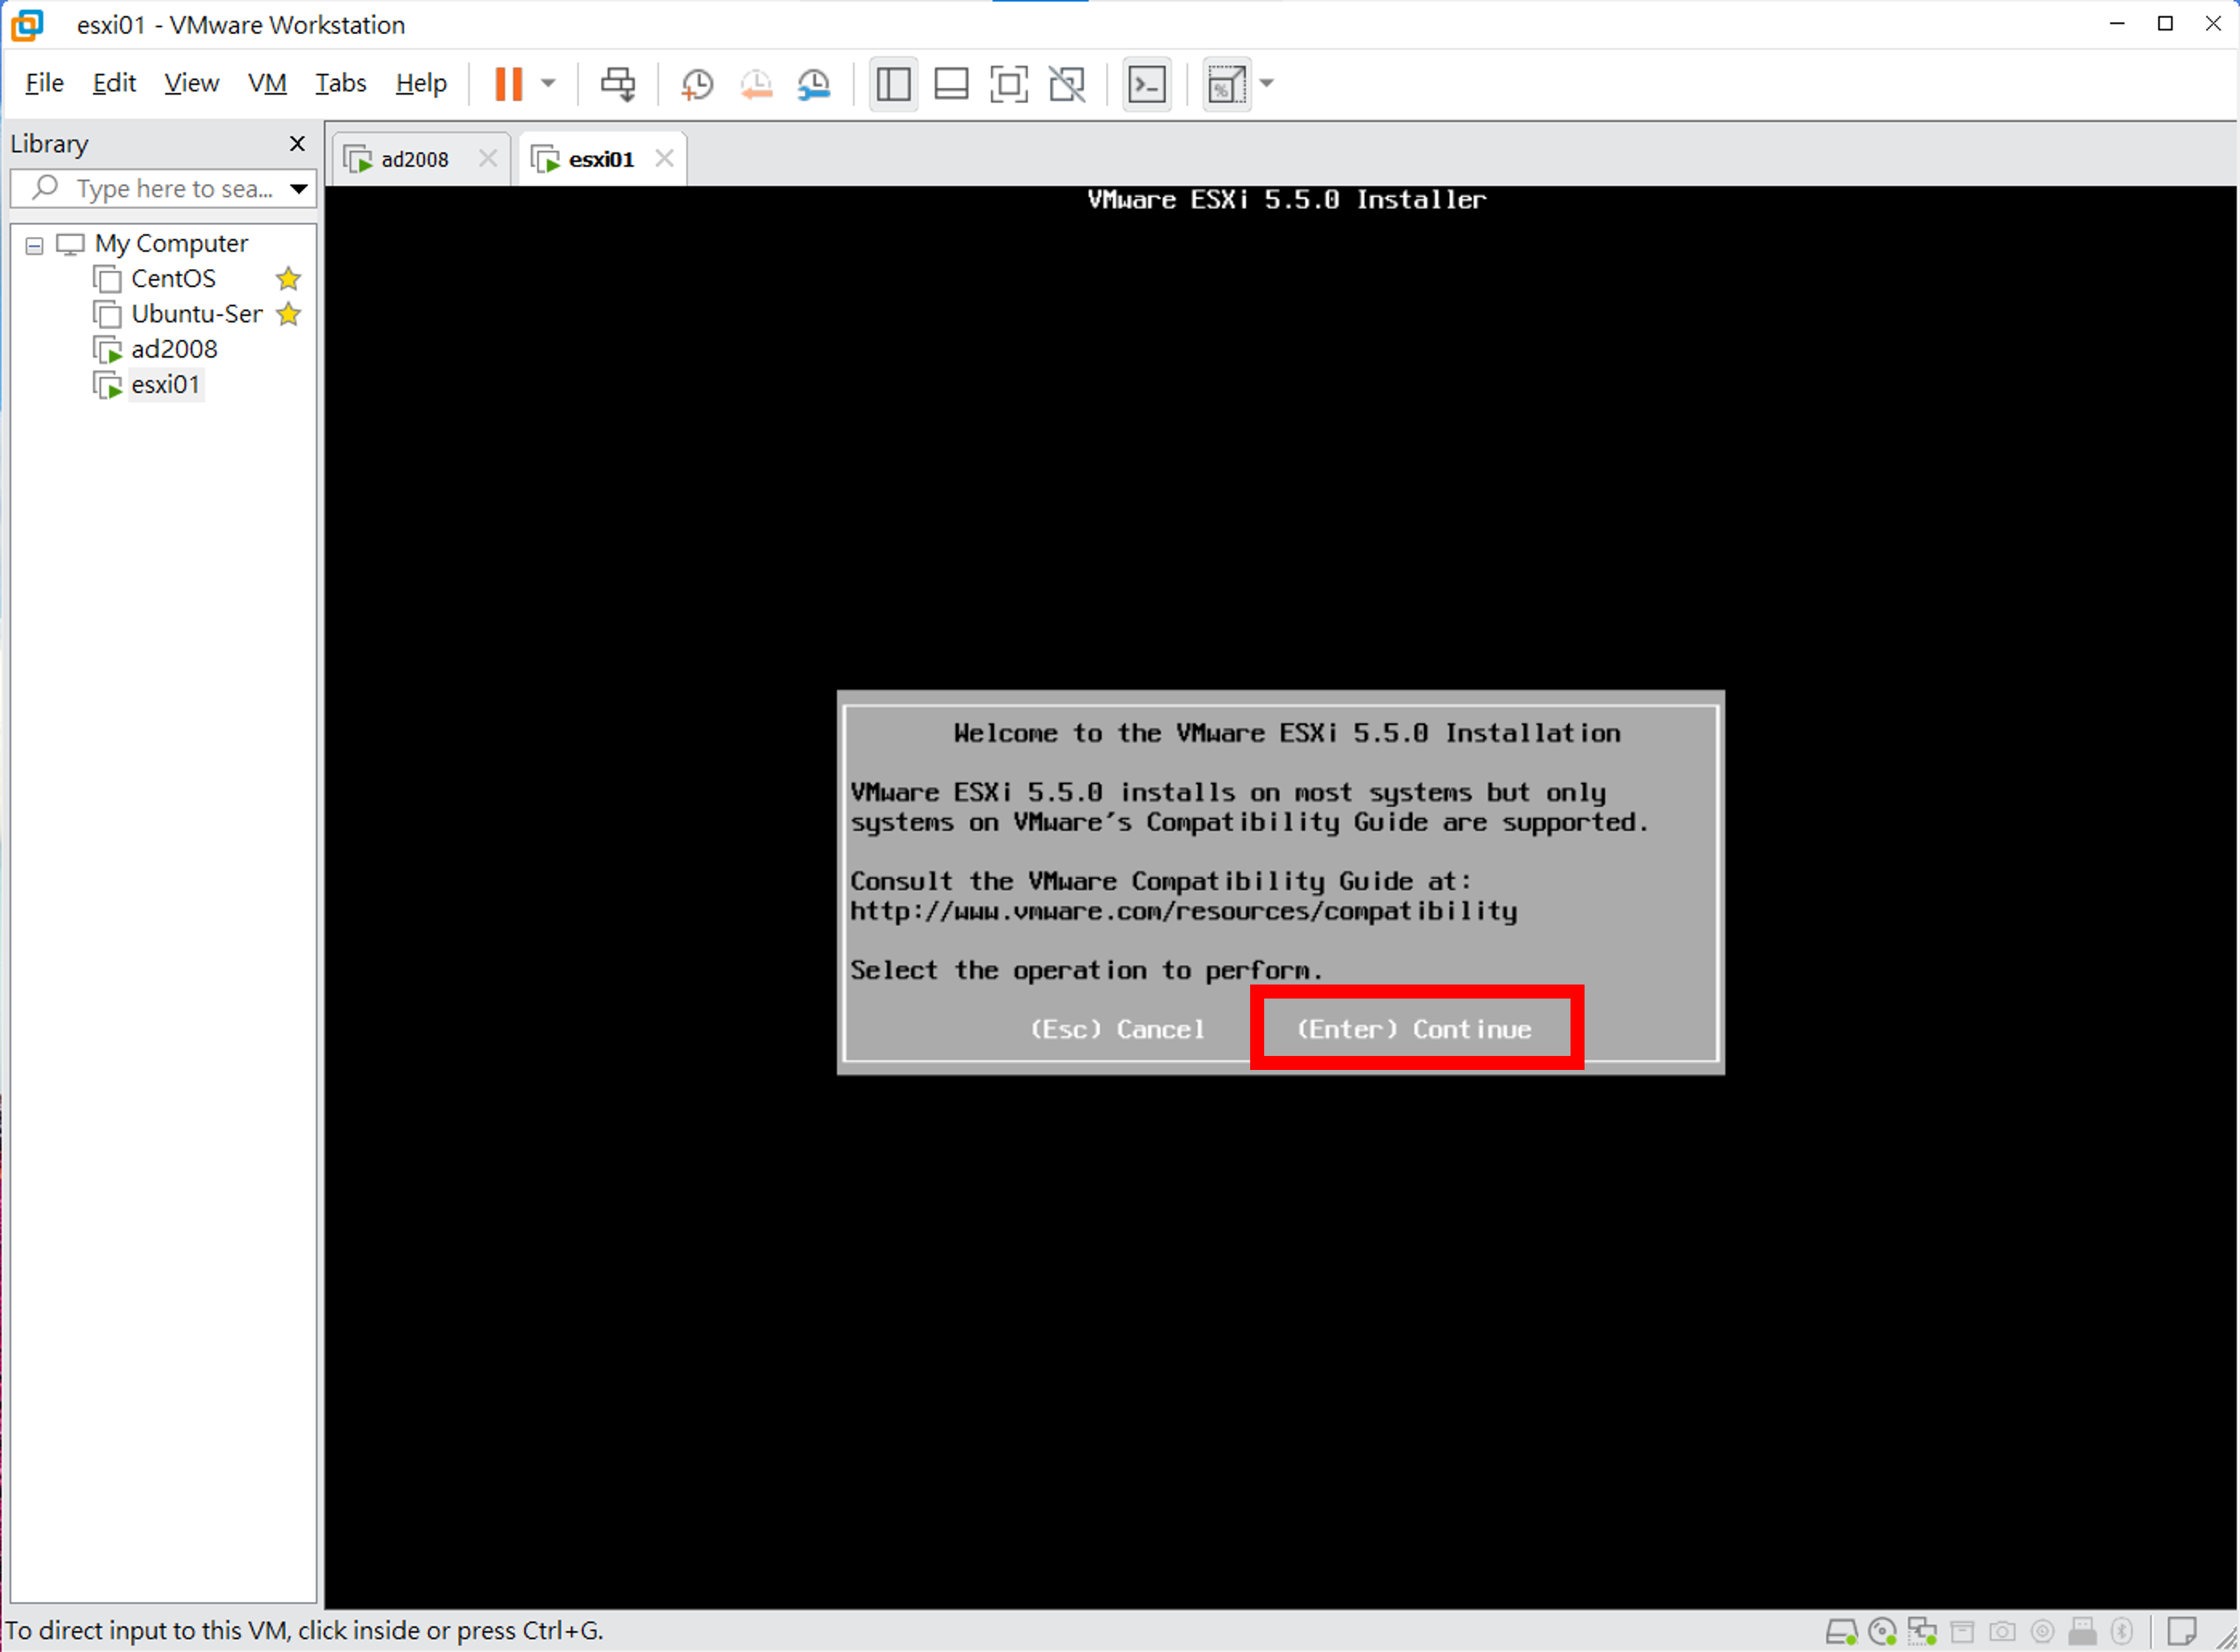 esxi01 - VMware Workstation
File Edit View VM Tabs Help
Library
Type here to sea...
My Computer
CentOS
Ubuntu-Ser
ad2008
esxi01
ad2008
esxi01
VMware ESXi 5.5.0 Installer
Welcome to the VMware ESXi 5.5.0 Installation
VMware ESXi 5.5.0 installs on most systems but only
systems on VMware's Compatibility Guide are supported.
Consult the VMware Compatibility Guide at:
http://www.vmware.com/resources/compatibility
Select the operation to perform.
(Esc) Cancel (Enter) Continue
To direct input to this VM, click inside or press Ctrl+G.